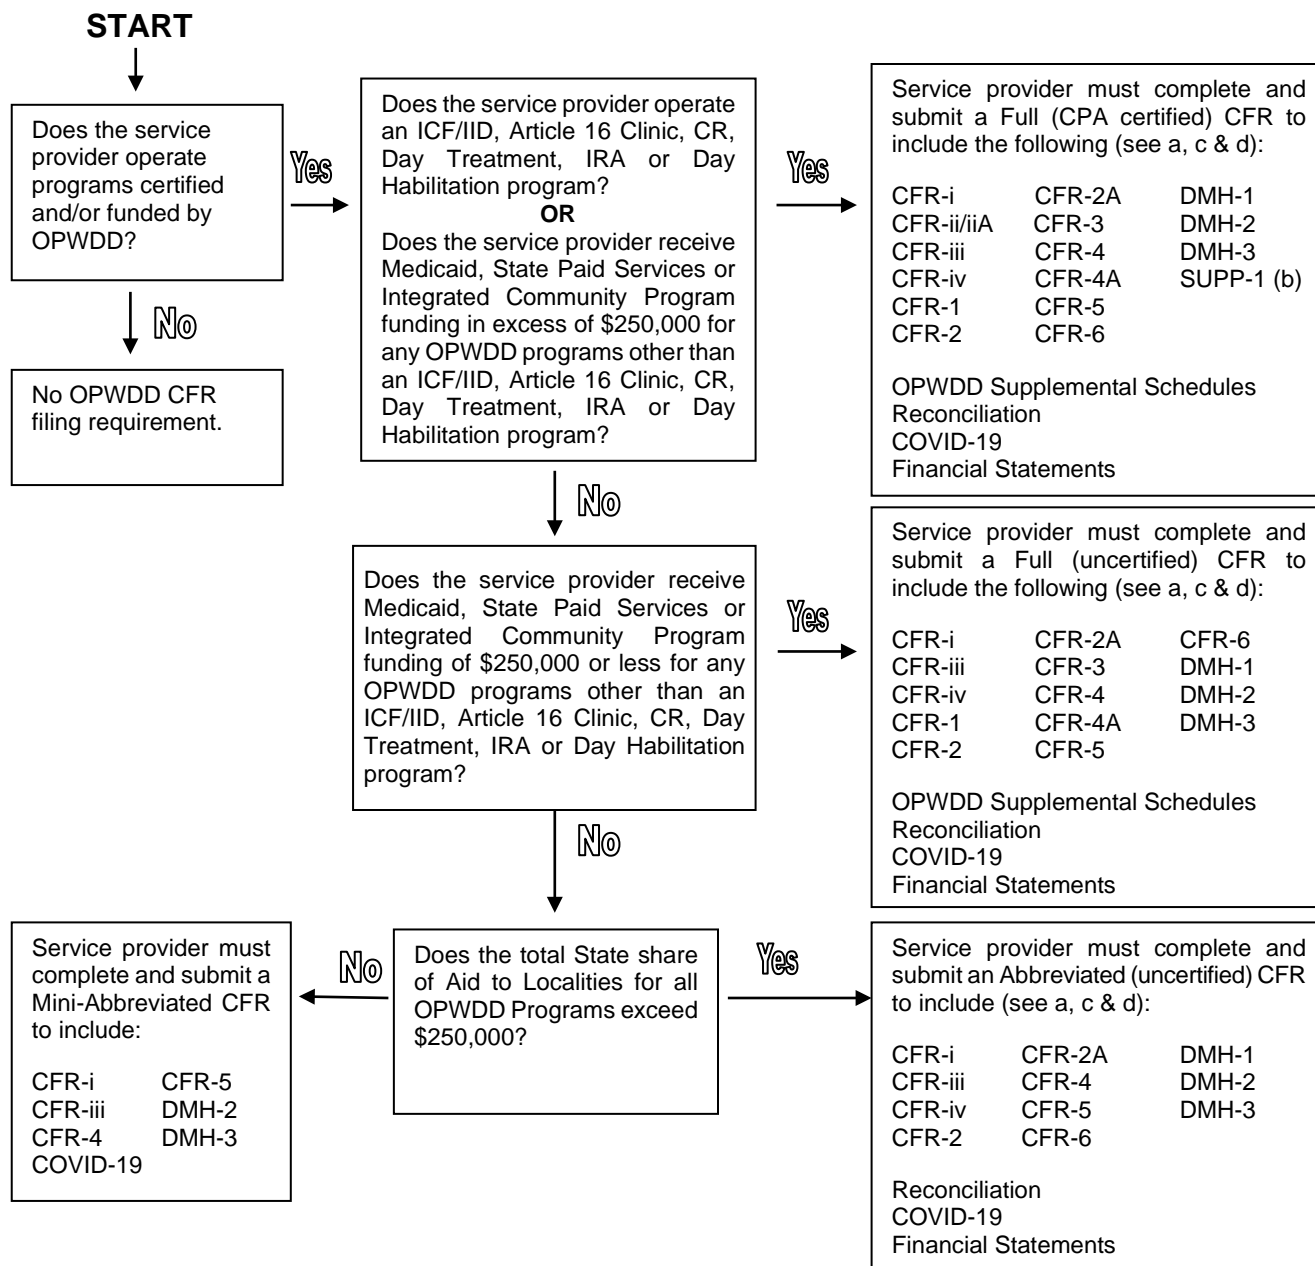 START
Does the service
provider operate
programs certified
and/or funded by
OPWDD?
Yes
No
No OPWDD CFR
filing requirement.
Does the service provider operate
an ICF/IID, Article 16 Clinic, CR,
Day Treatment, IRA or Day
Habilitation program?
OR
Does the service provider receive
Medicaid, State Paid Services or
Integrated Community Program
funding in excess of $250,000 for
any OPWDD programs other than
an ICF/IID, Article 16 Clinic, CR,
Day Treatment, IRA or Day
Habilitation program?
Yes
No
Service provider must complete and
submit a Full (CPA certified) CFR to
include the following (see a, c & d):
CFR-i CFR-2A DMH-1
CFR-ii/iiA CFR-3 DMH-2
CFR-iii CFR-4 DMH-3
CFR-iv CFR-4A SUPP-1 (b)
CFR-1 CFR-5
CFR-2 CFR-6
OPWDD Supplemental Schedules
Reconciliation
COVID-19
Financial Statements
Does the service provider receive
Medicaid, State Paid Services or
Integrated Community Program
funding of $250,000 or less for any
OPWDD programs other than an
ICF/IID, Article 16 Clinic, CR, Day
Treatment, IRA or Day Habilitation
program?
Yes
No
Service provider must complete and
submit a Full (uncertified) CFR to
include the following (see a, c & d):
CFR-i CFR-2A CFR-6
CFR-iii CFR-3 DMH-1
CFR-iv CFR-4 DMH-2
CFR-1 CFR-4A DMH-3
CFR-2 CFR-5
OPWDD Supplemental Schedules
Reconciliation
COVID-19
Financial Statements
Does the total State share
of Aid to Localities for all
OPWDD Programs exceed
$250,000?
No
Yes
Service provider must
complete and submit a
Mini-Abbreviated CFR
to include:
CFR-i CFR-5
CFR-iii DMH-2
CFR-4 DMH-3
COVID-19
Service provider must complete and
submit an Abbreviated (uncertified) CFR
to include (see a, c & d):
CFR-i CFR-2A DMH-1
CFR-iii CFR-4 DMH-2
CFR-iv CFR-5 DMH-3
CFR-2 CFR-6
Reconciliation
COVID-19
Financial Statements